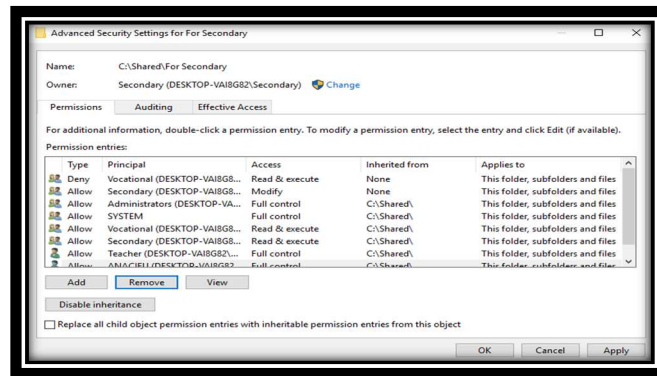 Advanced Security Settings for For Secondary
Name: C:\Shared\For Secondary
Owner: Secondary (DESKTOP-VAI8G82\Secondary) Change
Permissions Auditing Effective Access
For additional information, double-click a permission entry. To modify a permission entry, select the entry and click Edit (if available).
Permission entries:
Type Principal Access Inherited from Applies to
Deny Vocational (DESKTOP-VAI8G8... Read & execute None This folder, subfolders and files
Allow Secondary (DESKTOP-VAI8G8... Modify None This folder, subfolders and files
Allow Administrators (DESKTOP-VA... Full control C:\Shared\ This folder, subfolders and files
Allow SYSTEM Full control C:\Shared\ This folder, subfolders and files
Allow Vocational (DESKTOP-VAI8G8... Read & execute C:\Shared\ This folder, subfolders and files
Allow Secondary (DESKTOP-VAI8G8... Read & execute C:\Shared\ This folder, subfolders and files
Allow Teacher (DESKTOP-VAI8G82\... Full control C:\Shared\ This folder, subfolders and files
Allow Full control C:\Shared\ This folder, subfolders and files
Add Remove View
Disable inheritance
Replace all child object permission entries with inheritable permission entries from this object
OK Cancel Apply